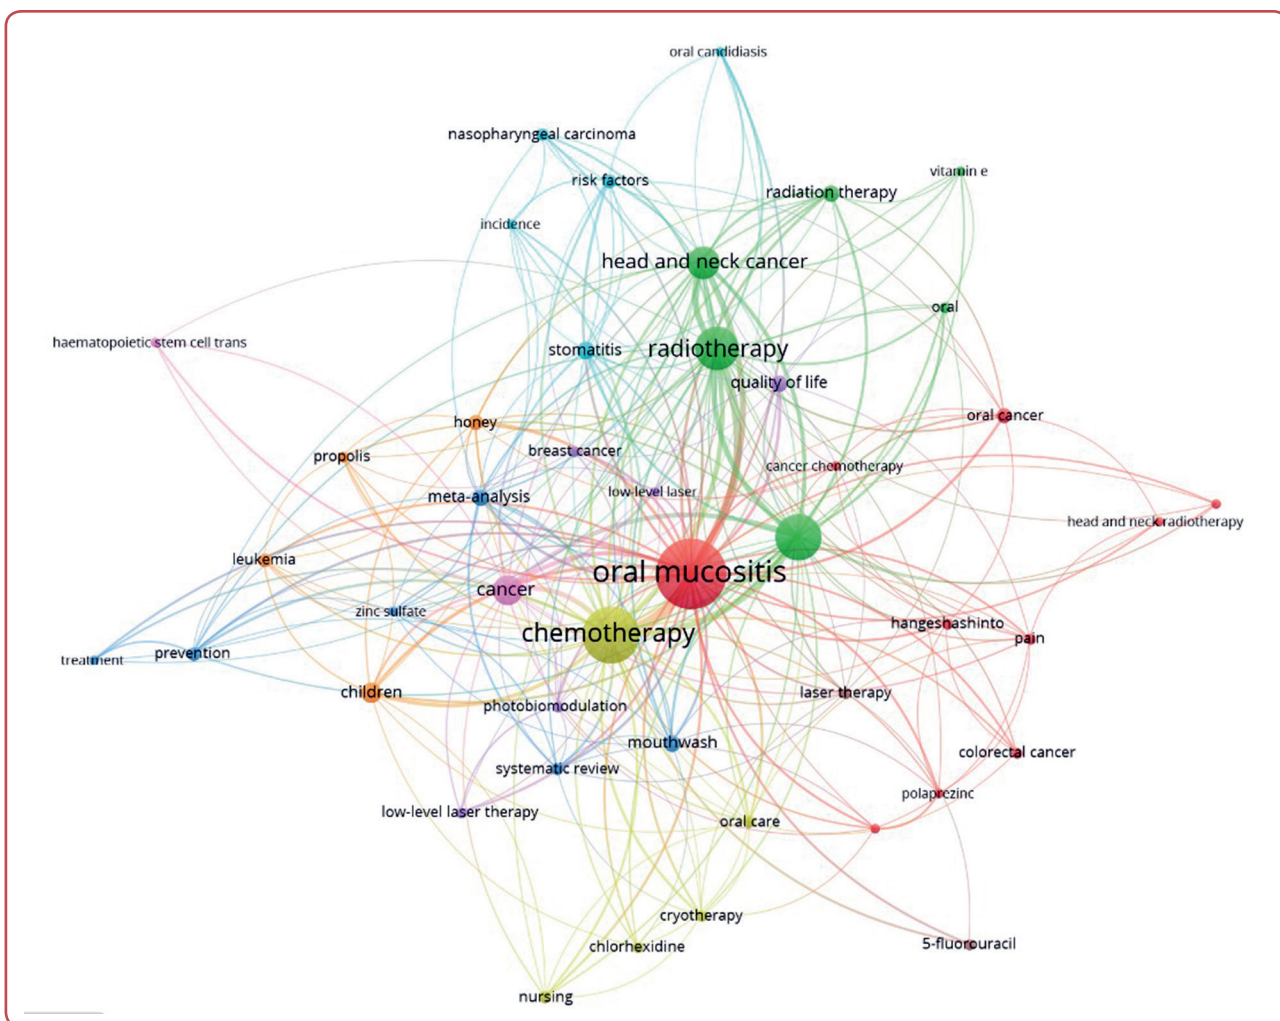 oral candidiasis
nasopharyngeal carcinoma
risk factors
vitamin e
radiation therapy
incidence
head and neck cancer
oral
haematopoietic stem cell trans
stomatitis
radiotherapy
quality of life
oral cancer
honey
breast cancer
propolis
cancer chemotherapy
low-level laser
meta-analysis
head and neck radiotherapy
leukemia
oral mucositis
cancer
zinc sulfate
hangeshashinto
chemotherapy
pain
treatment
prevention
children
laser therapy
photobiomodulation
mouthwash
colorectal cancer
systematic review
polaprezinc
low-level laser therapy
oral care
cryotherapy
chlorhexidine
5-fluorouracil
nursing